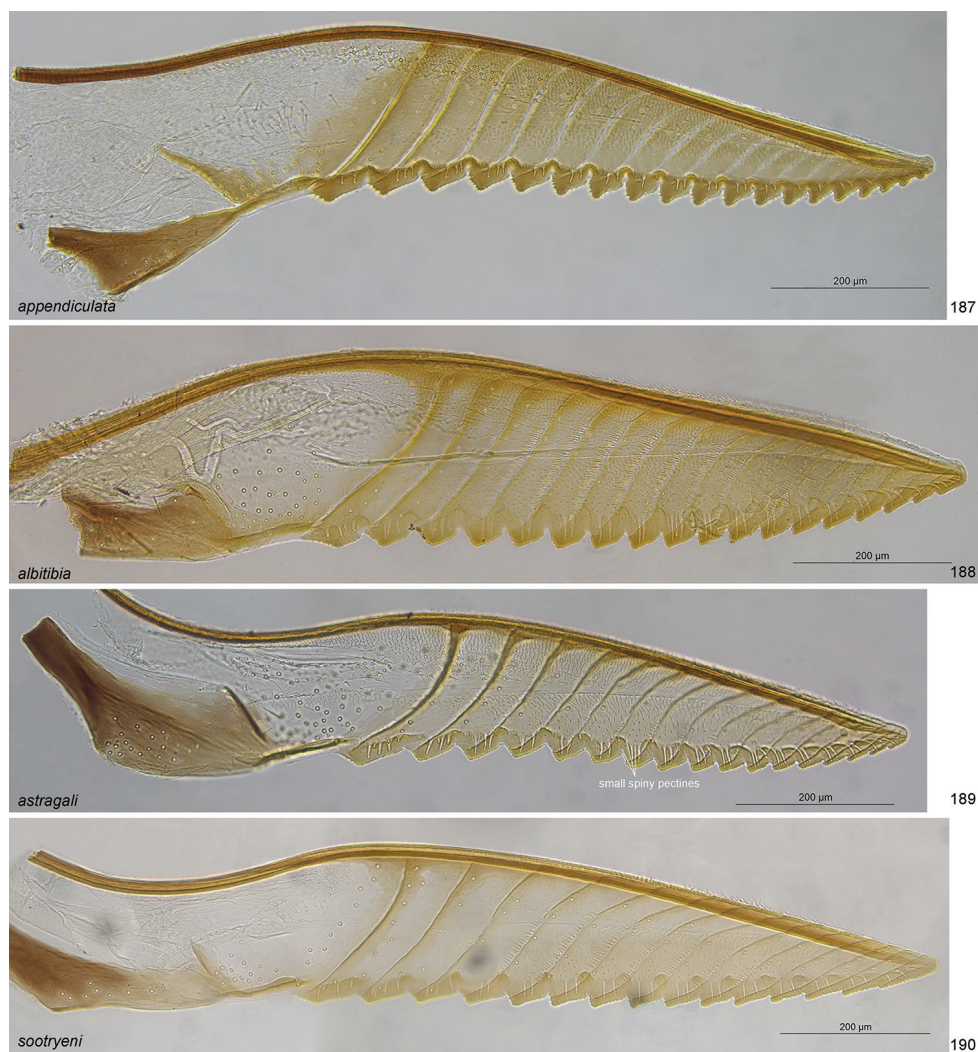 200 µm
appendiculata
187
200 µm
albitibia
188
small spiny pectines
200 µm
astragali
189
200 µm
sootryeni
190